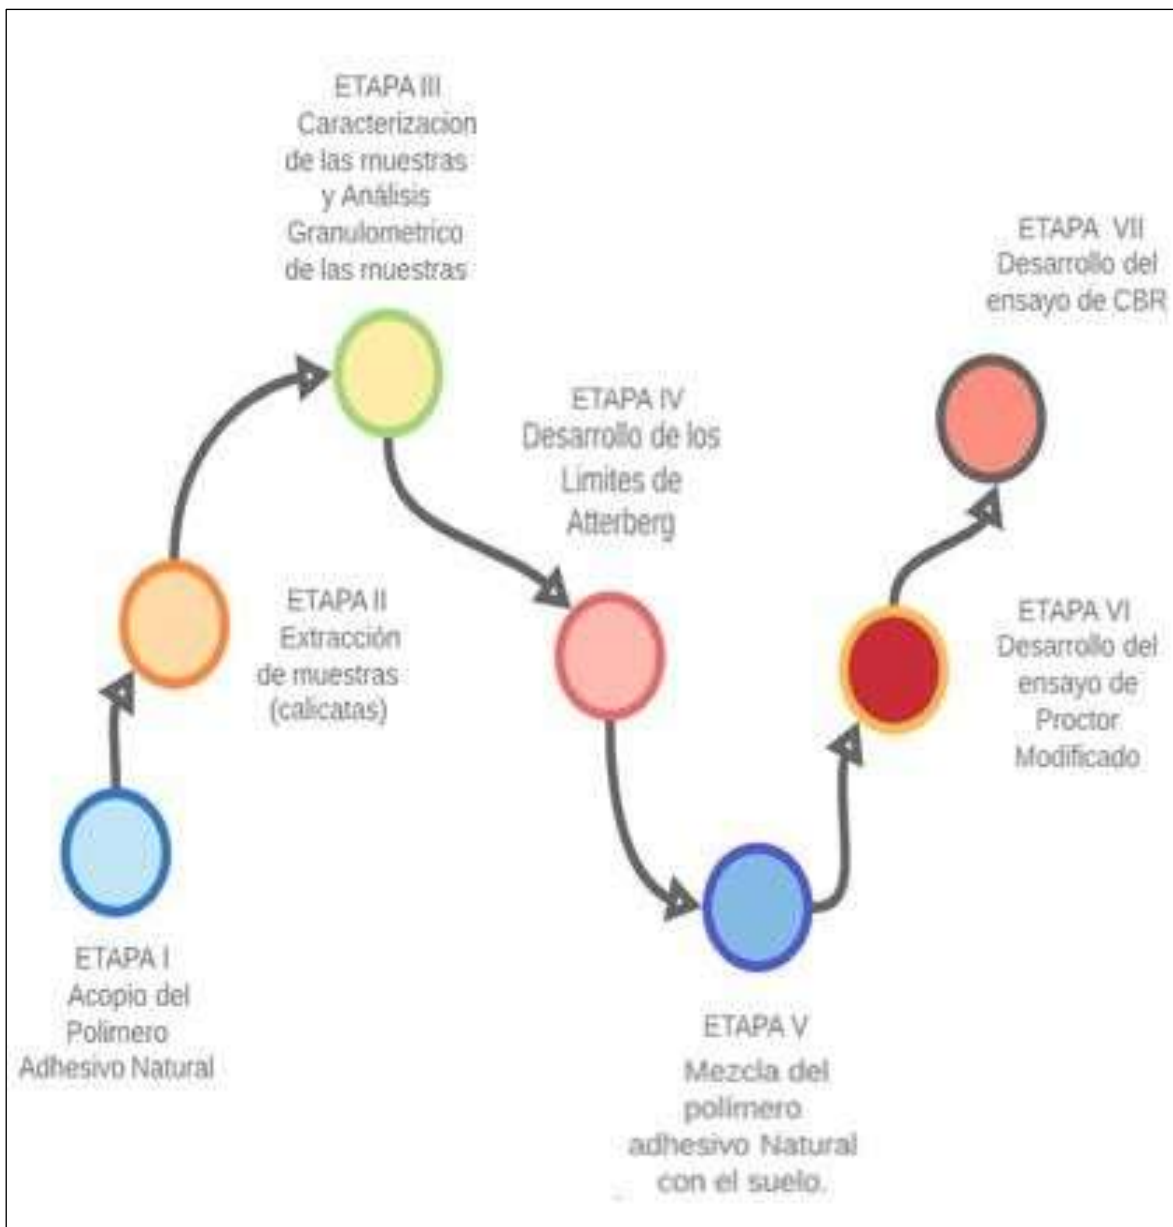 ETAPA I
Acopio del
Polimero
Adhesivo Natural
ETAPA II
Extracción
de muestras
(calicatas)
ETAPA III
Caracterizacion
de las muestras
y Análisis
Granulometrico
de las muestras
ETAPA IV
Desarrollo de los
Limites de
Atterberg
ETAPA V
Mezcla del
polímero
adhesivo Natural
con el suelo.
ETAPA VI
Desarrollo del
ensayo de
Proctor
Modificado
ETAPA VII
Desarrollo del
ensayo de CBR